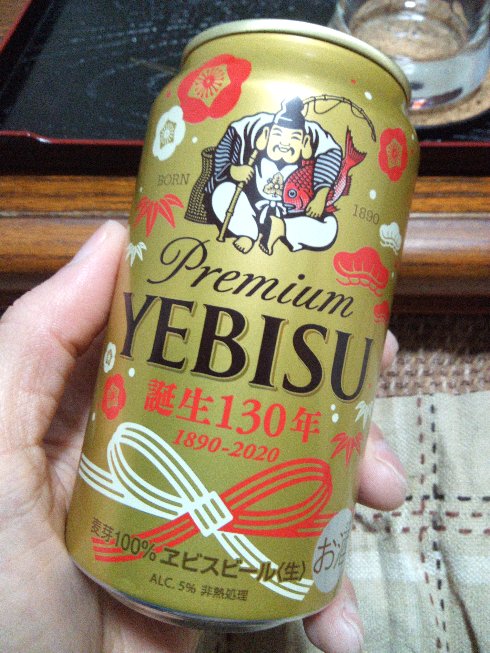 BORN
1890
Premium
YEBISU
誕生130年
1890-2020
麦芽100% ヱビスビール〈生〉
ALC. 5% 非熱処理
お酒